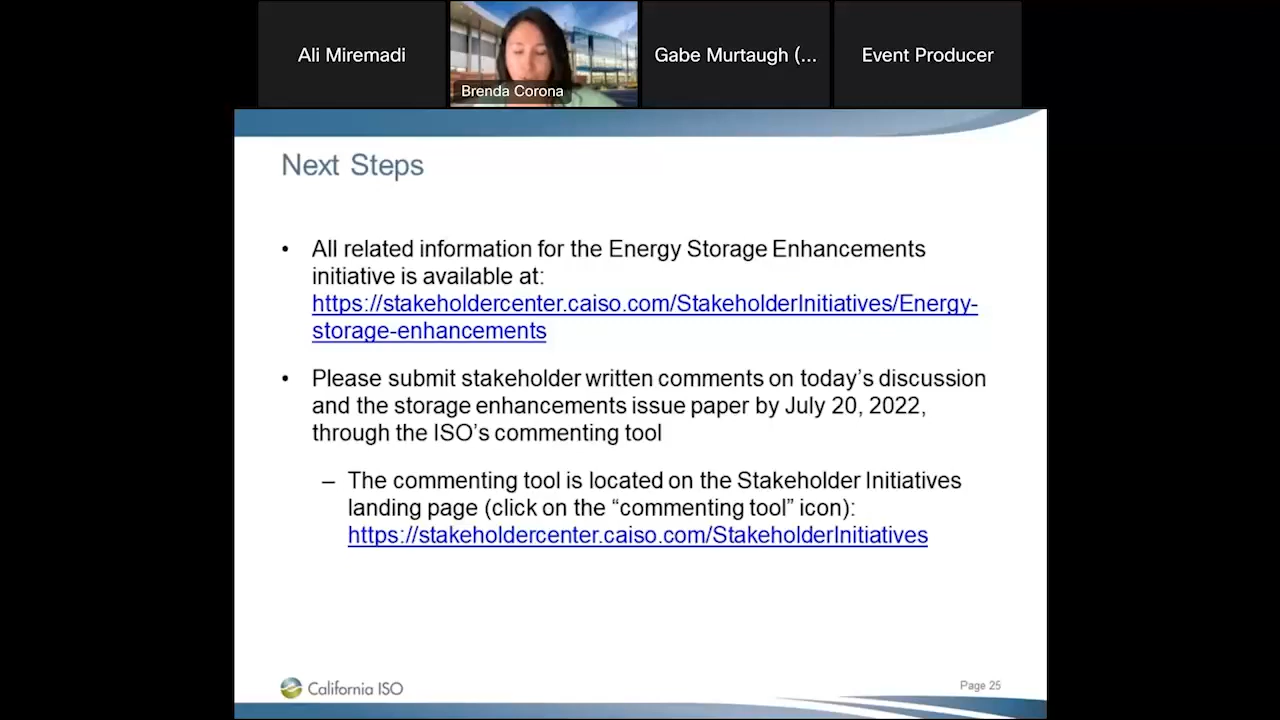 Ali Miremadi
Brenda Corona
Gabe Murtaugh (...
Event Producer
Next Steps
• All related information for the Energy Storage Enhancements
initiative is available at:
https://stakeholdercenter.caiso.com/StakeholderInitiatives/Energy-
storage-enhancements
• Please submit stakeholder written comments on today's discussion
and the storage enhancements issue paper by July 20, 2022,
through the ISO's commenting tool
– The commenting tool is located on the Stakeholder Initiatives
landing page (click on the “commenting tool” icon):
https://stakeholdercenter.caiso.com/StakeholderInitiatives
California ISO
Page 25